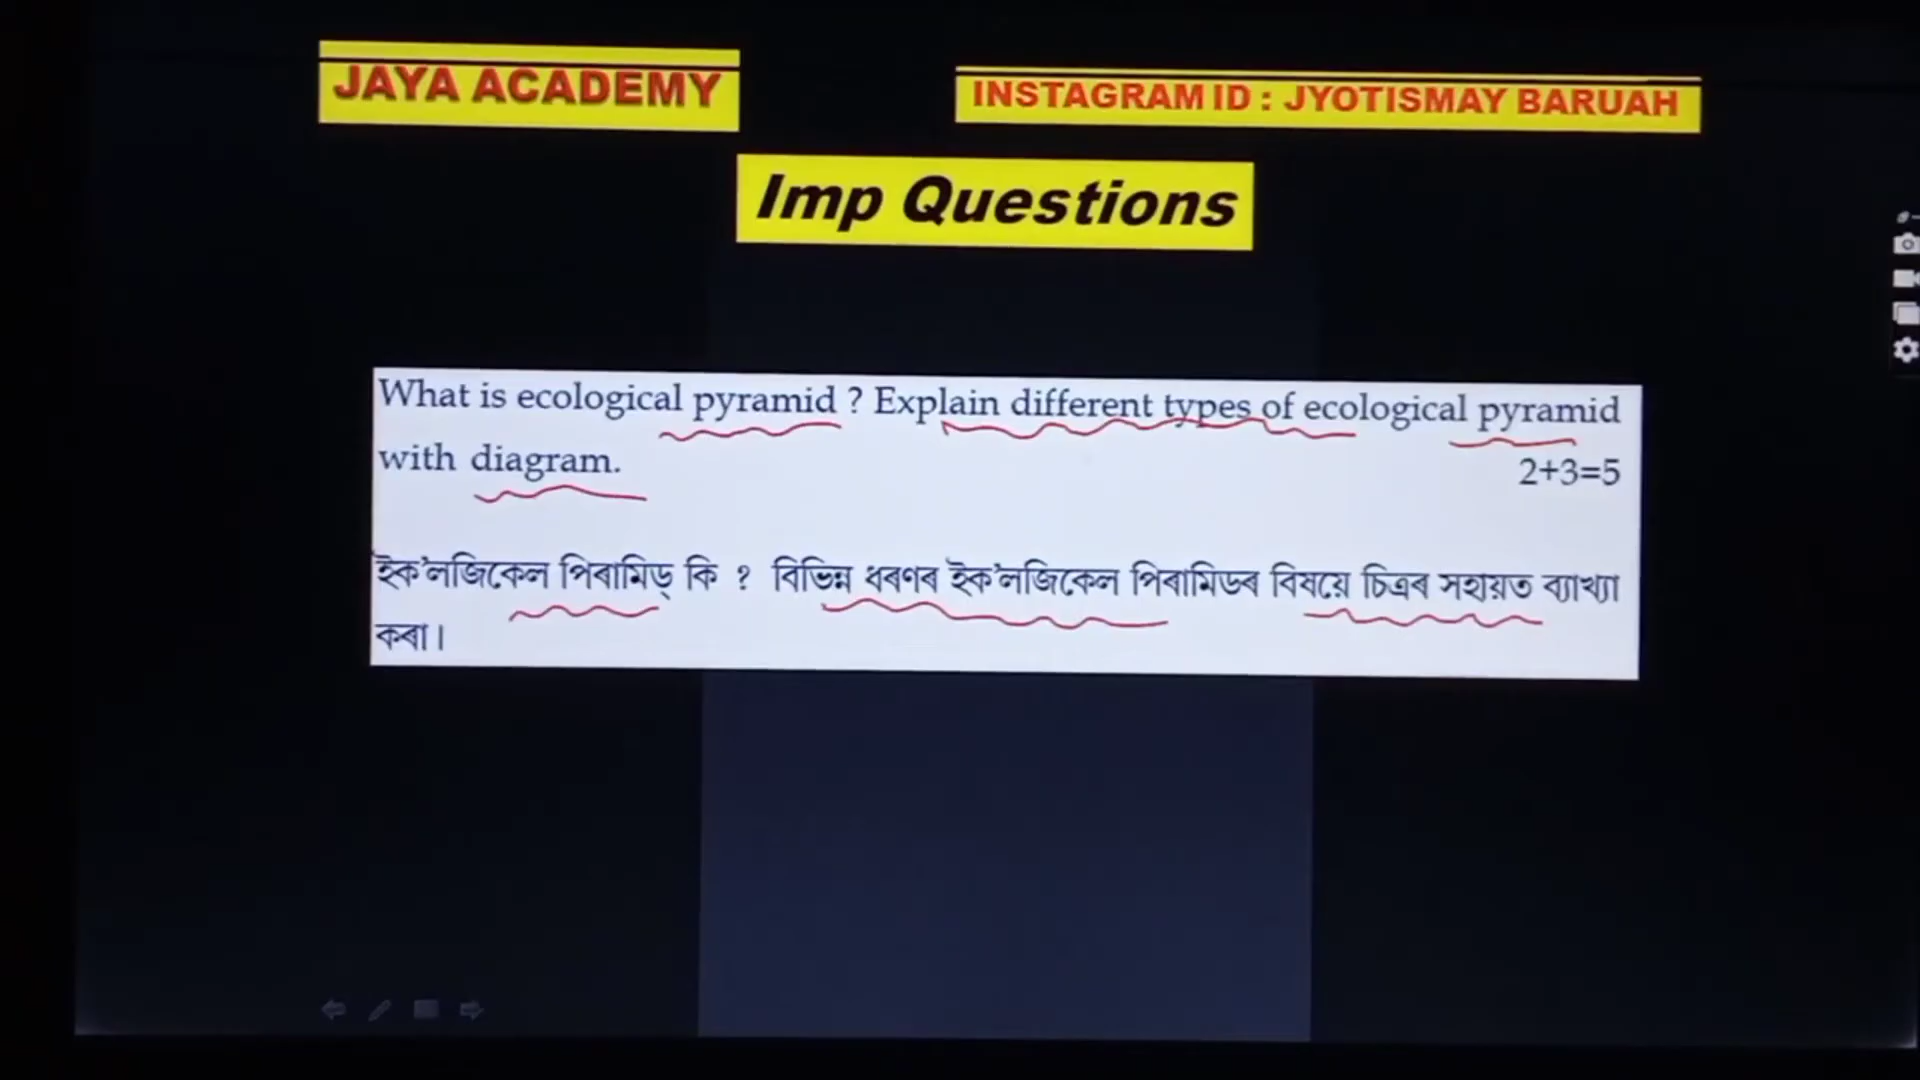 JAYA ACADEMY
INSTAGRAM ID : JYOTISMAY BARUAH
Imp Questions
What is ecological pyramid ? Explain different types of ecological pyramid
with diagram. 2+3=5
ইক'লজিকেল পিৰামিড্ কি ? বিভিন্ন ধৰণৰ ইক'লজিকেল পিৰামিডৰ বিষয়ে চিত্ৰৰ সহায়ত ব্যাখ্যা
কৰা।